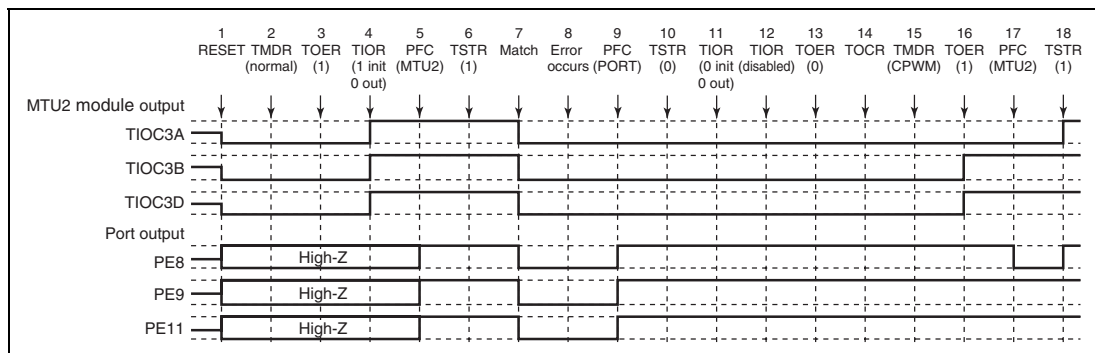 1 2 3 4 5 6 7 8 9 10 11 12 13 14 15 16 17 18
RESET TMDR TOER TIOR PFC TSTR Match Error PFC TSTR TIOR TIOR TOER TOCR TMDR TOER PFC TSTR
(normal) (1) (1 init (MTU2) (1) occurs (PORT) (0) (0 init (disabled) (0) (CPWM) (1) (MTU2) (1)
0 out) 0 out)
MTU2 module output
TIOC3A
TIOC3B
TIOC3D
Port output
PE8 High-Z
PE9 High-Z
PE11 High-Z